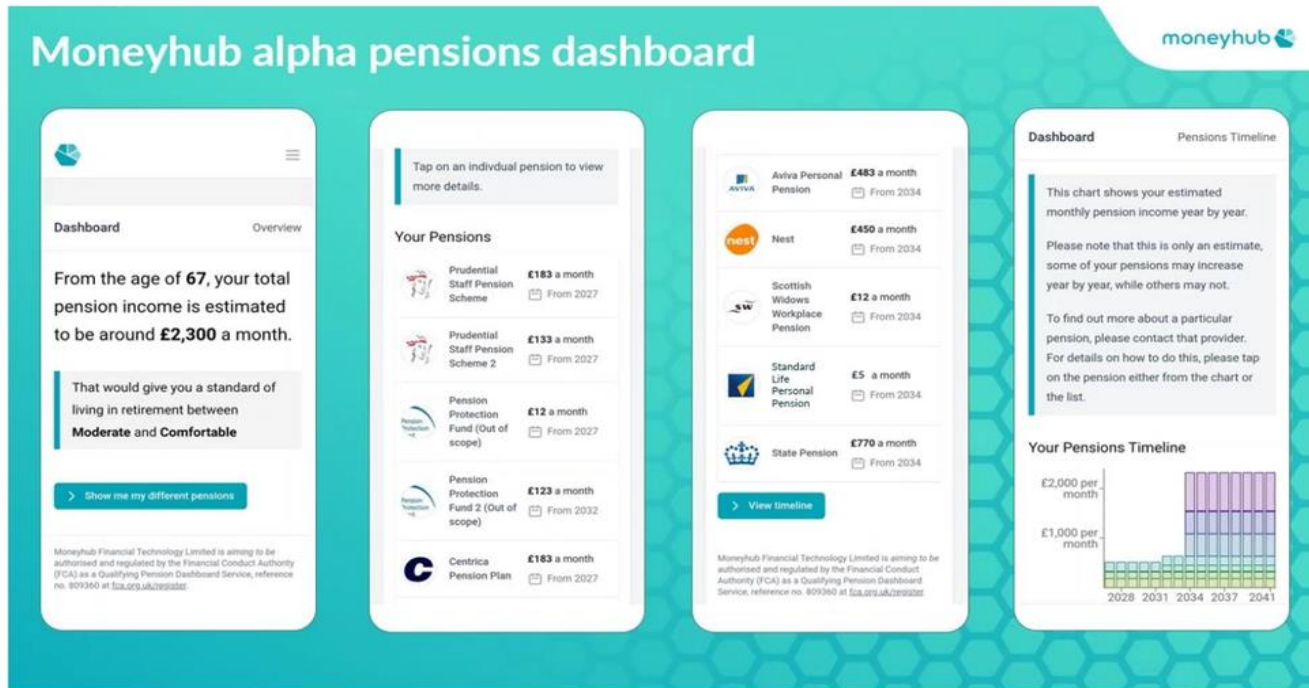 Moneyhub alpha pensions dashboard
moneyhub
Dashboard
Overview
From the age of 67, your total
pension income is estimated
to be around £2,300 a month.
That would give you a standard of
living in retirement between
Moderate and Comfortable
Show me my different pensions
Moneyhub Financial Technology Limited is aiming to be
authorised and regulated by the Financial Conduct Authority
(FCA) as a Qualifying Pension Dashboard Service, reference
no. 809360 at fca.org.uk/register.
Tap on an indivdual pension to view
more details.
Your Pensions
Prudential
Staff Pension
Scheme
£183 a month
From 2027
Prudential
Staff Pension
Scheme 2
£133 a month
From 2027
Pension
Protection
Pension
Protection
Fund (Out of
scope)
£12 a month
From 2027
Pension
Protection
Pension
Protection
Fund 2 (Out of
scope)
£123 a month
From 2032
C
Centrica
Pension Plan
£183 a month
From 2027
AVIVA
Aviva Personal
Pension
£483 a month
From 2034
nest
Nest
£450 a month
From 2034
sw
Scottish
Widows
Workplace
Pension
£12 a month
From 2034
Standard
Life
Personal
Pension
£5 a month
From 2034
State Pension
£770 a month
From 2034
View timeline
Moneyhub Financial Technology Limited is aiming to be
authorised and regulated by the Financial Conduct
Authority (FCA) as a Qualifying Pension Dashboard
Service, reference no. 809360 at fca.org.uk/register.
Dashboard
Pensions Timeline
This chart shows your estimated
monthly pension income year by year.
Please note that this is only an estimate,
some of your pensions may increase
year by year, while others may not.
To find out more about a particular
pension, please contact that provider.
For details on how to do this, please tap
on the pension either from the chart or
the list.
Your Pensions Timeline
£2,000 per
month
£1,000 per
month
2028 2031 2034 2037 2041